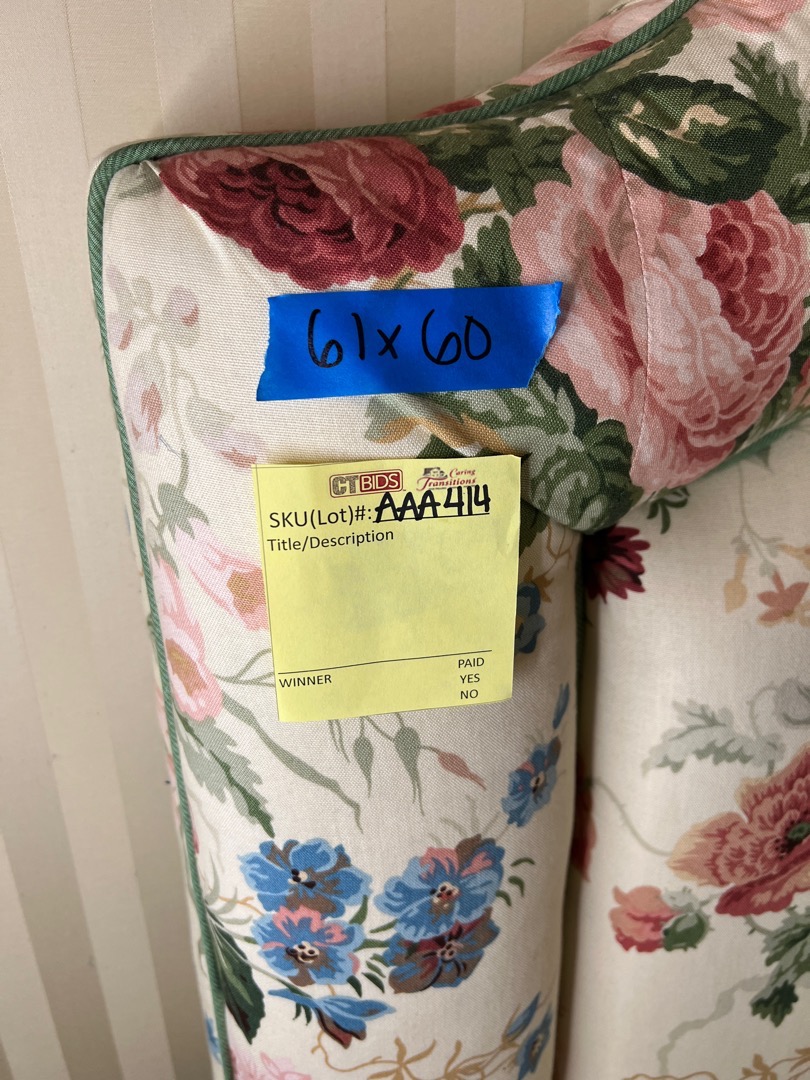 61x60
CTBIDS Caring Transitions
SKU(Lot)#: AAA414
Title/Description
WINNER
PAID
YES
NO